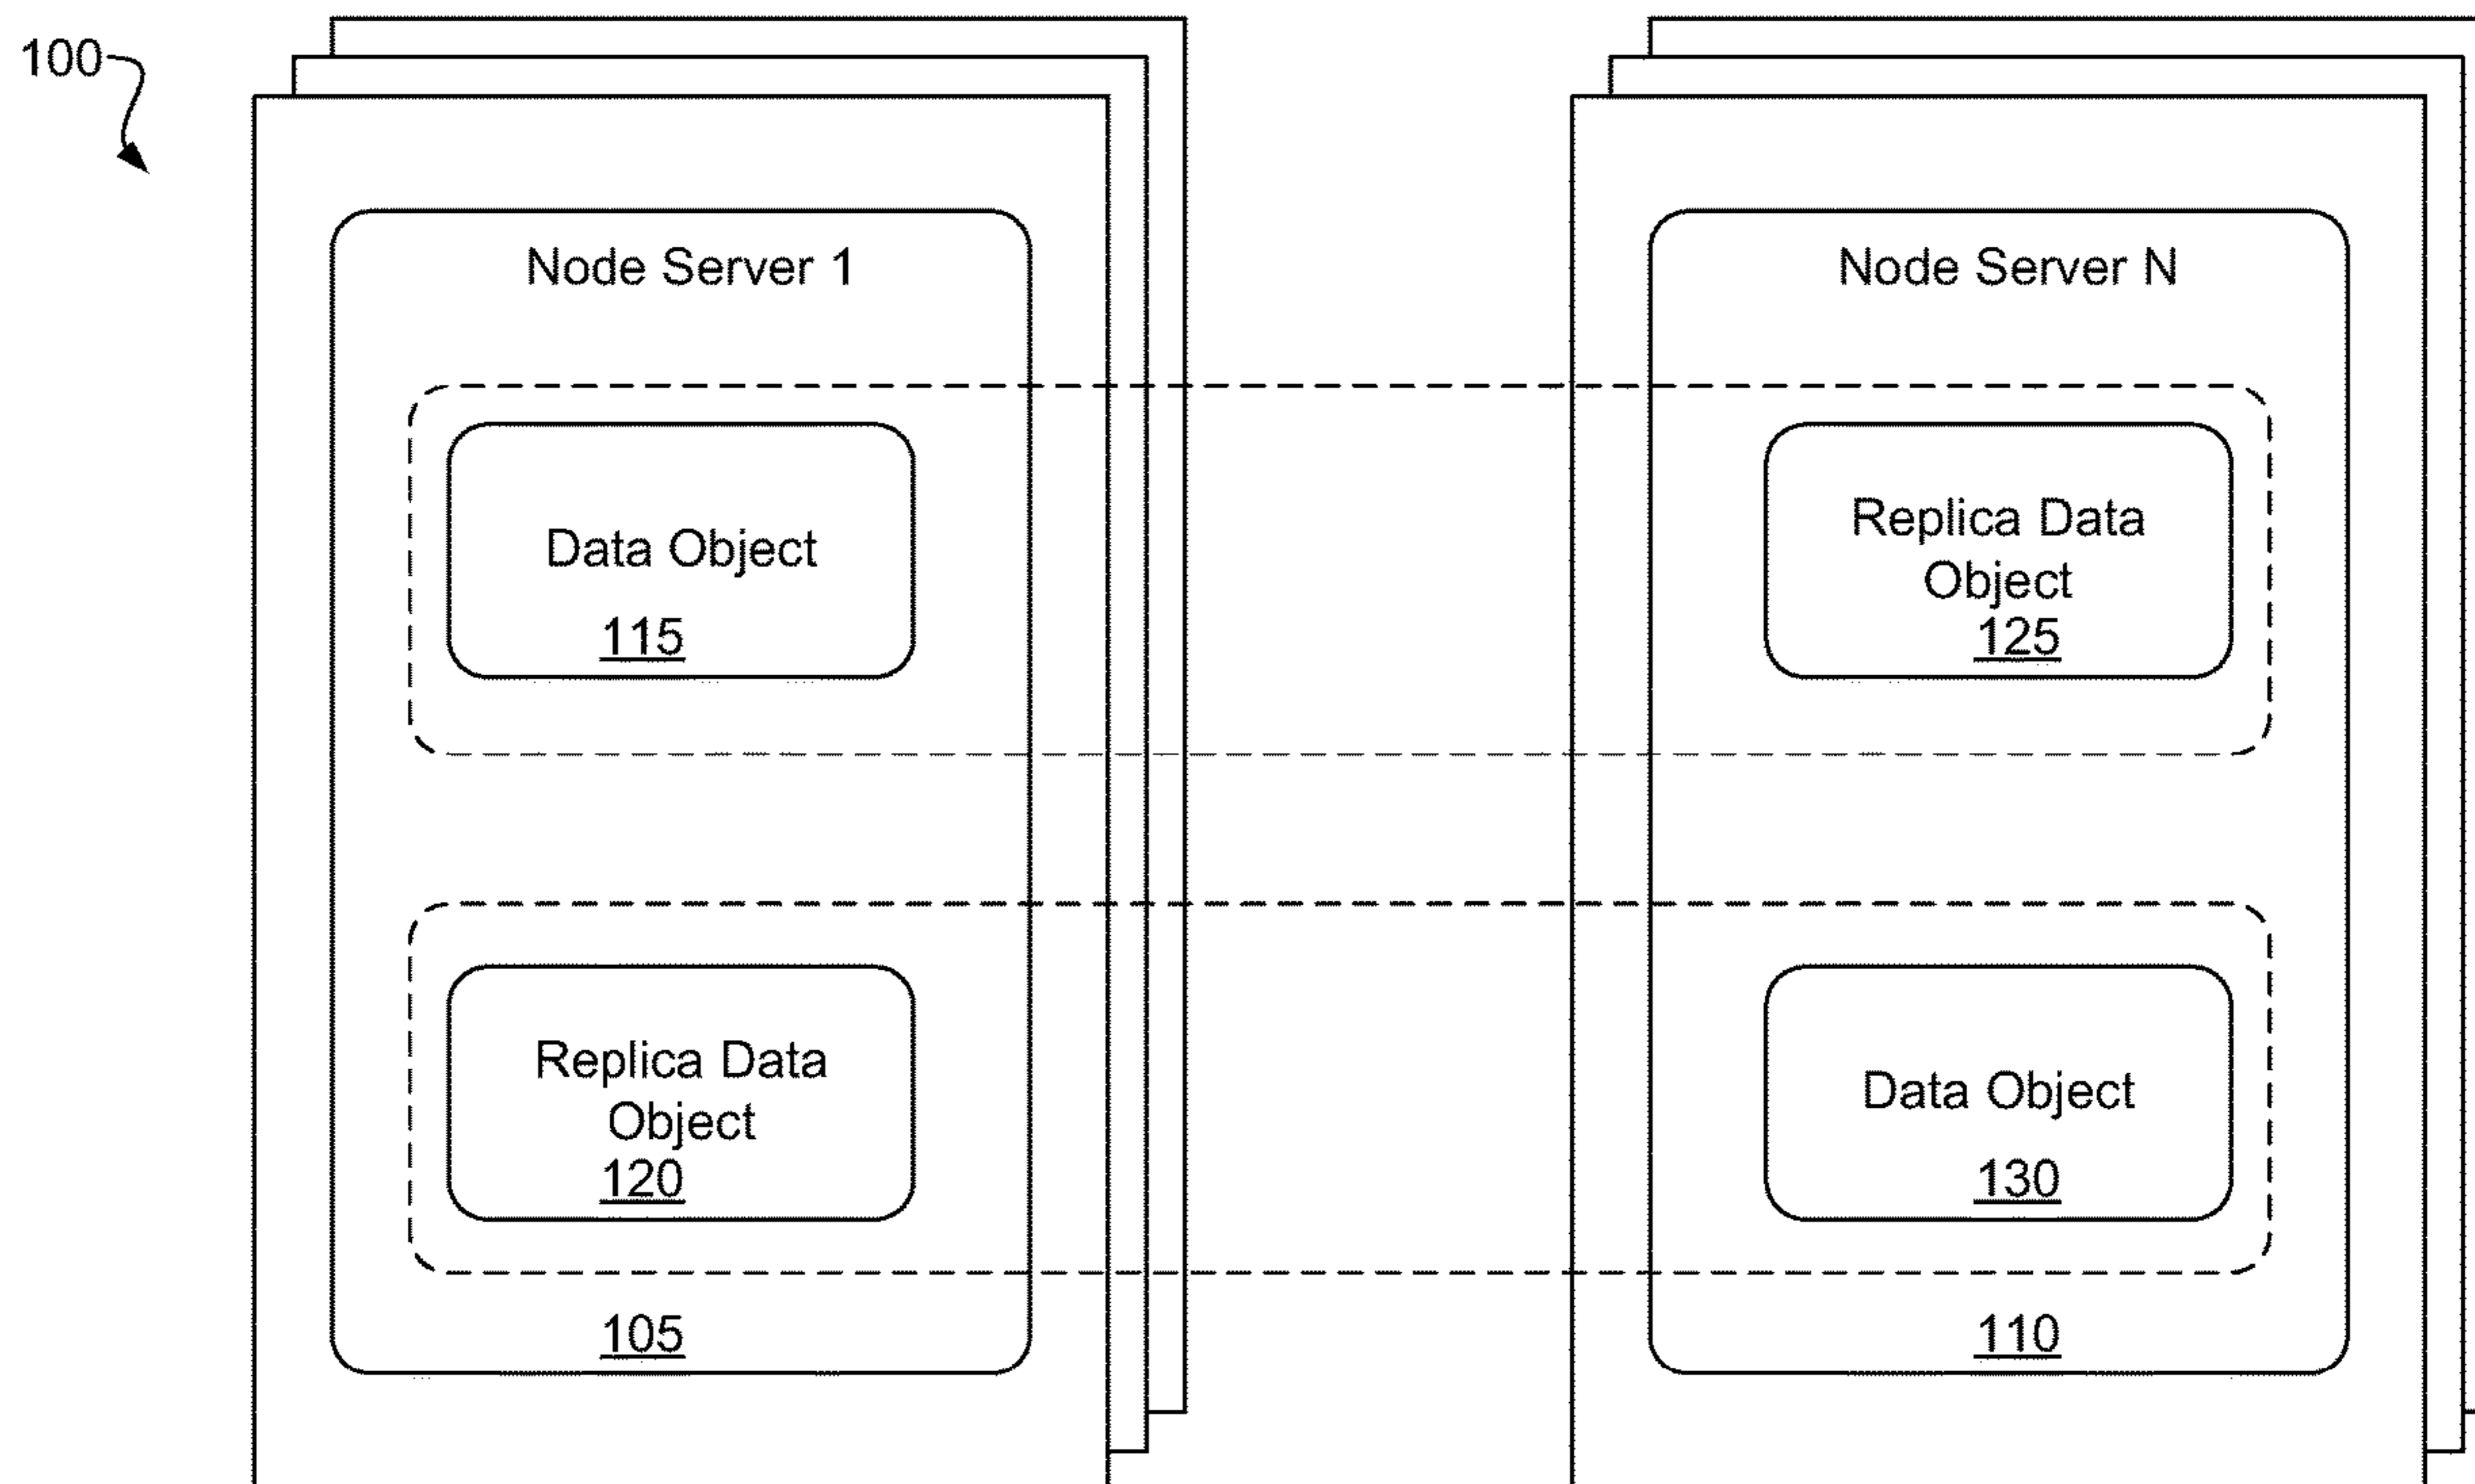 100
Node Server 1
Data Object
115
Replica Data
Object
120
105
Node Server N
Replica Data
Object
125
Data Object
130
110